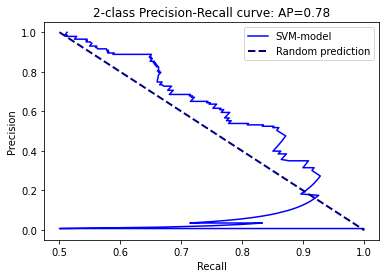 2-class Precision-Recall curve: AP=0.78
SVM-model
Random prediction
Precision
1.0
0.8
0.6
0.4
0.2
0.0
0.5 0.6 0.7 0.8 0.9 1.0
Recall